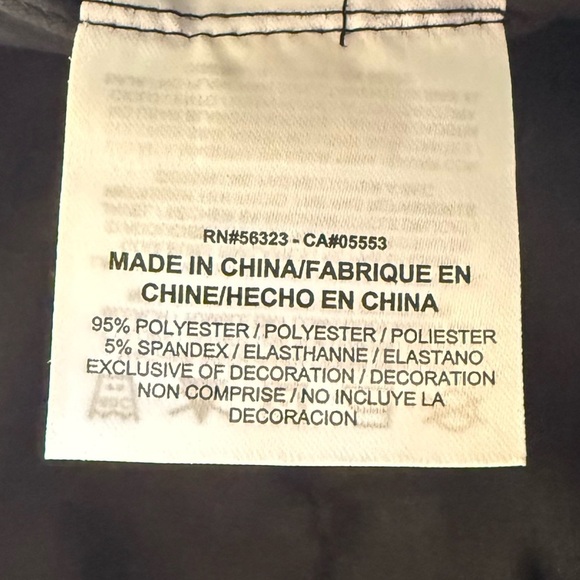 RN#56323 - CA#05553
MADE IN CHINA/FABRIQUE EN
CHINE/HECHO EN CHINA
95% POLYESTER / POLYESTER / POLIESTER
5% SPANDEX / ELASTHANNE / ELASTANO
EXCLUSIVE OF DECORATION / DECORATION
NON COMPRISE / NO INCLUYE LA
DECORACION